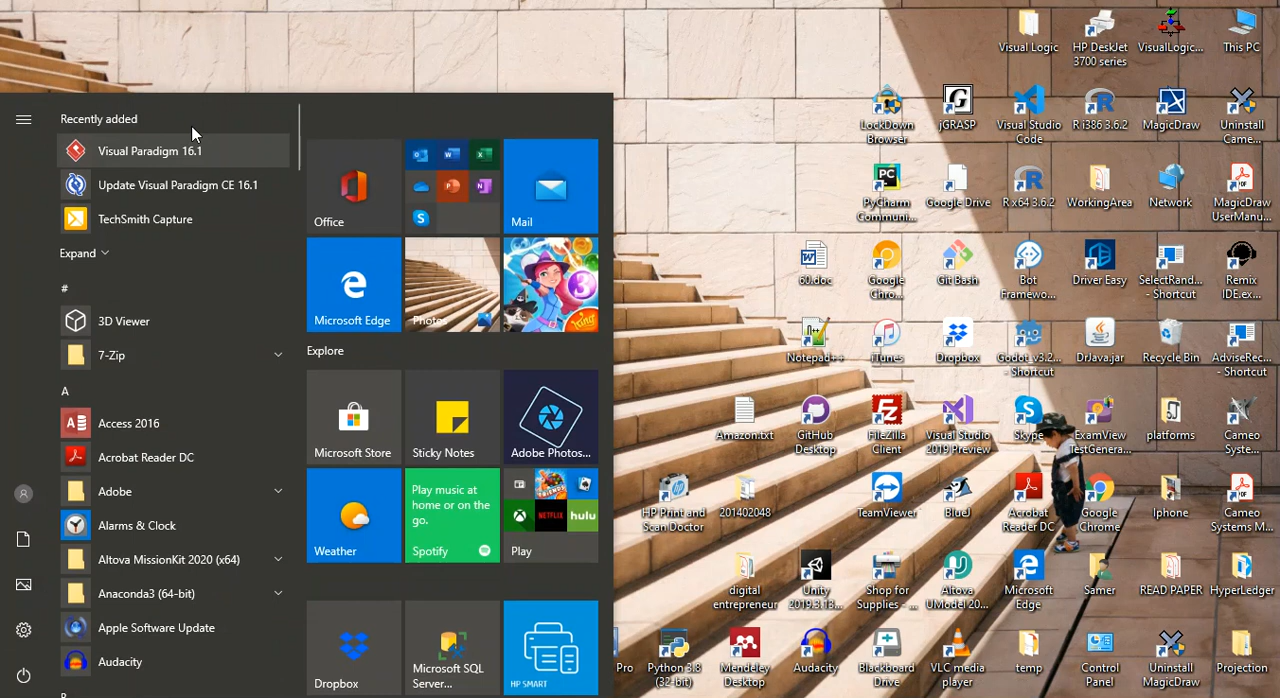 Recently added
Visual Paradigm 16.1
Update Visual Paradigm CE 16.1
TechSmith Capture
Expand
#
3D Viewer
7-Zip
A
Access 2016
Acrobat Reader DC
Adobe
Alarms & Clock
Altova MissionKit 2020 (x64)
Anaconda3 (64-bit)
Apple Software Update
Audacity
Office
Mail
Microsoft Edge
Photos
3
king
Explore
Microsoft Store
Sticky Notes
Adobe Photos...
Weather
Play music at
home or on the
go.
Spotify
NETFLIX
hulu
Play
Dropbox
Microsoft SQL
Server...
HP SMART
Visual Logic
HP DeskJet
3700 series
VisualLogic...
This PC
LockDown
Browser
jGRASP
Visual Studio
Code
R i386 3.6.2
MagicDraw
Uninstall
Came...
PyCharm
Communi...
Google Drive
R x64 3.6.2
WorkingArea
Network
MagicDraw
UserManu...
60.doc
Google
Chro...
Git Bash
Bot
Framewo...
Driver Easy
SelectRand...
- Shortcut
Remix
IDE.ex...
Notepad++
iTunes
Dropbox
Godot_v3.2...
- Shortcut
DrJava.jar
Recycle Bin
AdviseRec...
- Shortcut
Amazon.txt
GitHub
Desktop
FileZilla
Client
Visual Studio
2019 Preview
Skype
ExamView
TestGenera...
platforms
Cameo
Syste...
HP Print and
Scan Doctor
201402048
TeamViewer
BlueJ
Acrobat
Reader DC
Google
Chrome
Iphone
Cameo
Systems M...
digital
entrepreneur
Unity
2019.3.13...
Shop for
Supplies - ...
Altova
UModel 20...
Microsoft
Edge
Samer
READ PAPER
HyperLedger
Pro
Python 3.8
(32-bit)
Mendeley
Desktop
Audacity
Blackboard
Drive
VLC media
player
temp
Control
Panel
Uninstall
MagicDraw
Projection